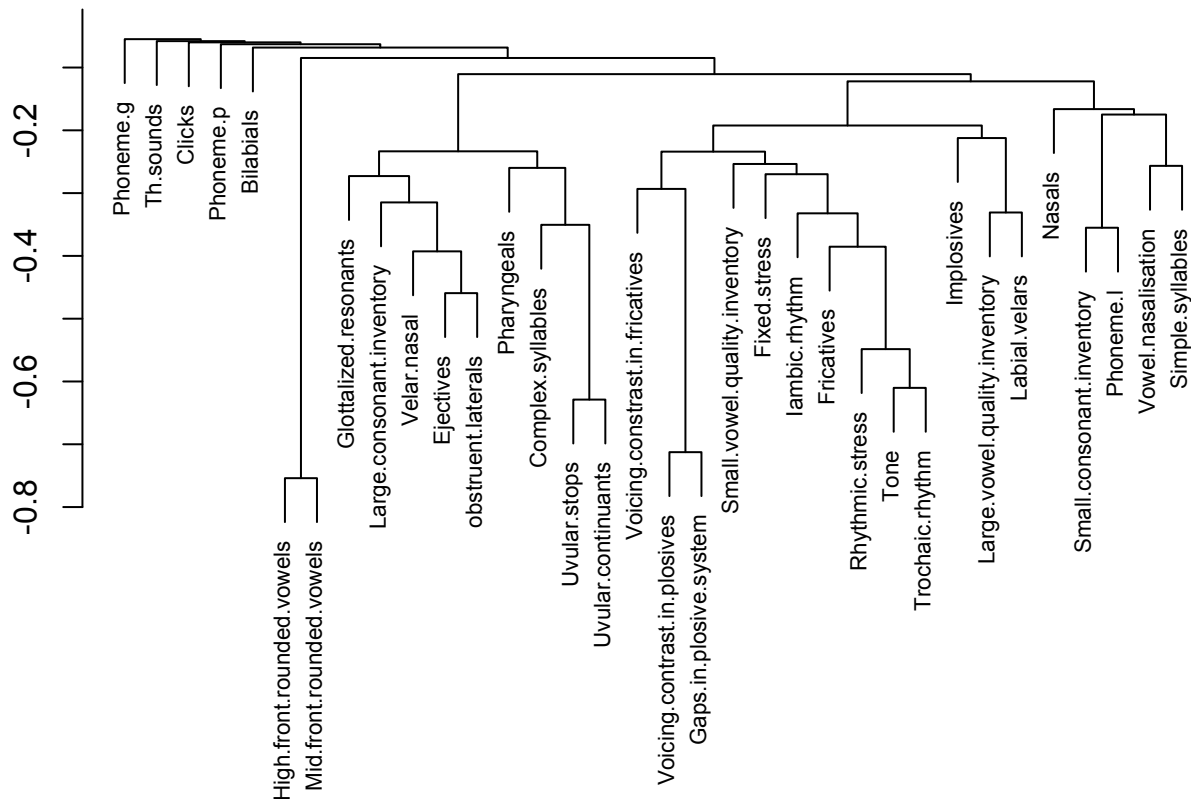 -0.2
-0.4
-0.6
-0.8
Phoneme.g
Th.sounds
Clicks
Phoneme.p
Bilabials
High.front.rounded.vowels
Mid.front.rounded.vowels
Glottalized.resonants
Large.consonant.inventory
Velar.nasal
Ejectives
obstruent.laterals
Pharyngeals
Complex.syllables
Uvular.stops
Uvular.continuants
Voicing.constrast.in.fricatives
Voicing.contrast.in.plosives
Gaps.in.plosive.system
Small.vowel.quality.inventory
Fixed.stress
Iambic.rhythm
Fricatives
Rhythmic.stress
Tone
Trochaic.rhythm
Implosives
Large.vowel.quality.inventory
Labial.velars
Nasals
Small.consonant.inventory
Phoneme.l
Vowel.nasalisation
Simple.syllables